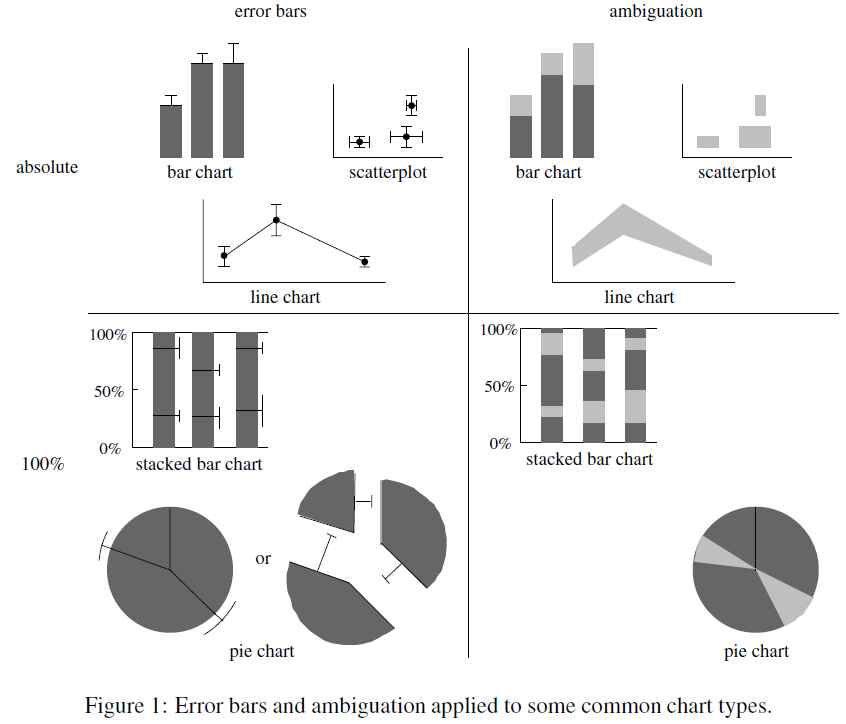 error bars
ambiguation
absolute
bar chart
scatterplot
bar chart
scatterplot
line chart
line chart
100%
50%
0%
stacked bar chart
100%
50%
0%
stacked bar chart
100%
or
pie chart
pie chart
Figure 1: Error bars and ambiguation applied to some common chart types.